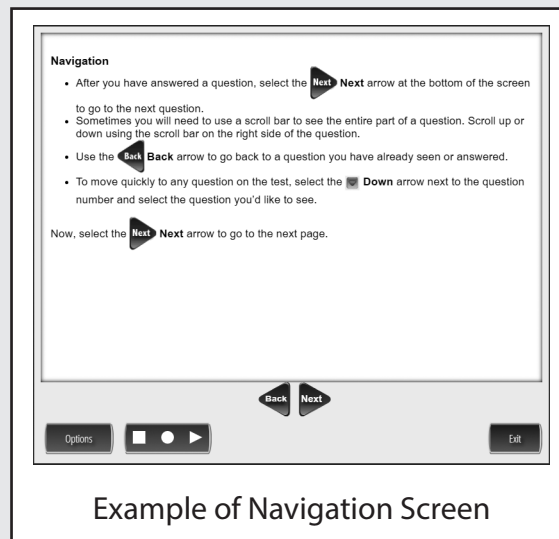 Navigation
• After you have answered a question, select the Next Next arrow at the bottom of the screen
to go to the next question.
• Sometimes you will need to use a scroll bar to see the entire part of a question. Scroll up or
down using the scroll bar on the right side of the question.
• Use the Back Back arrow to go back to a question you have already seen or answered.
• To move quickly to any question on the test, select the Down arrow next to the question
number and select the question you'd like to see.
Now, select the Next Next arrow to go to the next page.
Back Next
Options Exit
Example of Navigation Screen